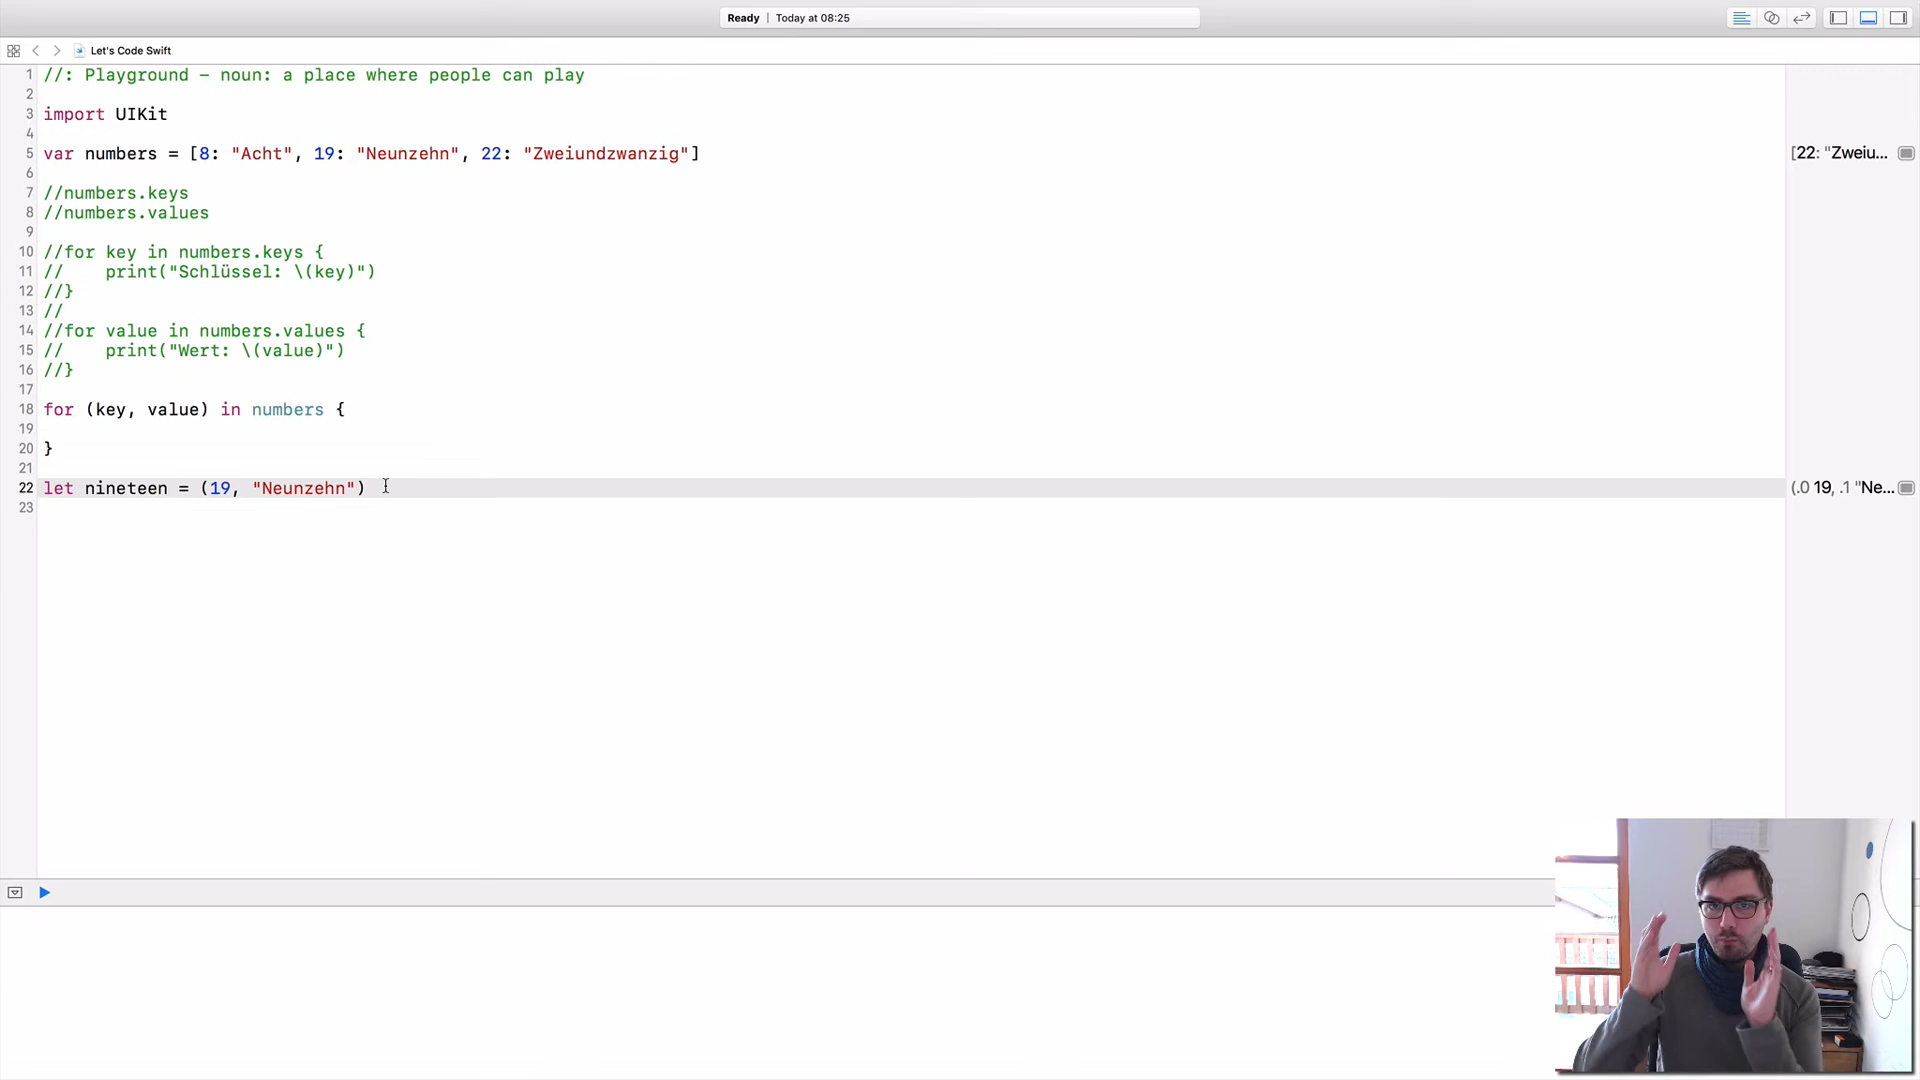 Ready | Today at 08:25
Let's Code Swift
1 //: Playground - noun: a place where people can play
2
3 import UIKit
4
5 var numbers = [8: "Acht", 19: "Neunzehn", 22: "Zweiundzwanzig"]
[22: "Zweiu...
6
7 //numbers.keys
8 //numbers.values
9
10 //for key in numbers.keys {
11 //    print("Schlüssel: \(key)")
12 //}
13 //
14 //for value in numbers.values {
15 //    print("Wert: \(value)")
16 //}
17
18 for (key, value) in numbers {
19
20 }
21
22 let nineteen = (19, "Neunzehn")
(.0 19, .1 "Ne...
23